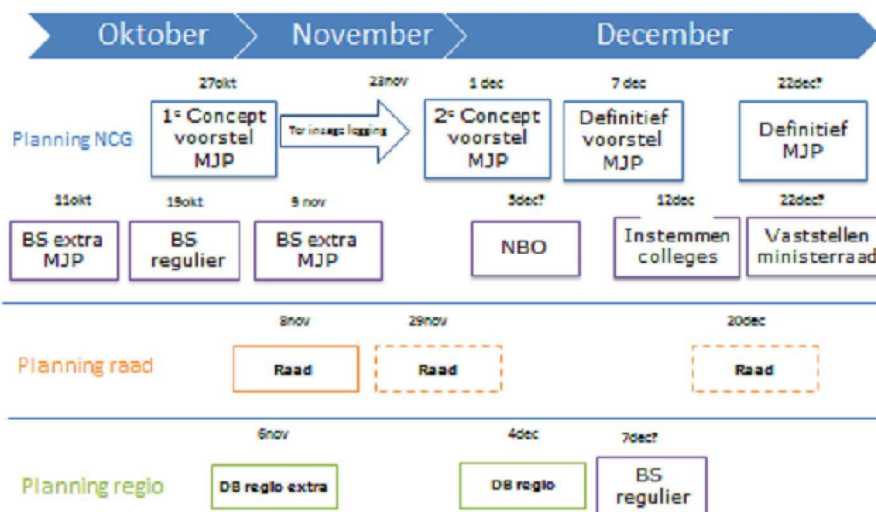 Oktober November December
27okt 23nov 1 dec 7 dec 22dec?
Planning NCG
1e Concept
voorstel
MJP
Ter inzage legging
2e Concept
voorstel
MJP
Definitief
voorstel
MJP
Definitief
MJP
11okt 19okt 9 nov 3dec? 12dec 22dec?
BS extra
MJP
BS
regulier
BS extra
MJP
NBO
Instemmen
colleges
Vaststellen
ministerraad
8nov 29nov 20dec
Planning raad
Raad Raad Raad
6nov 4dec 7dec?
Planning regio
DB regio extra
DB regio
BS
regulier